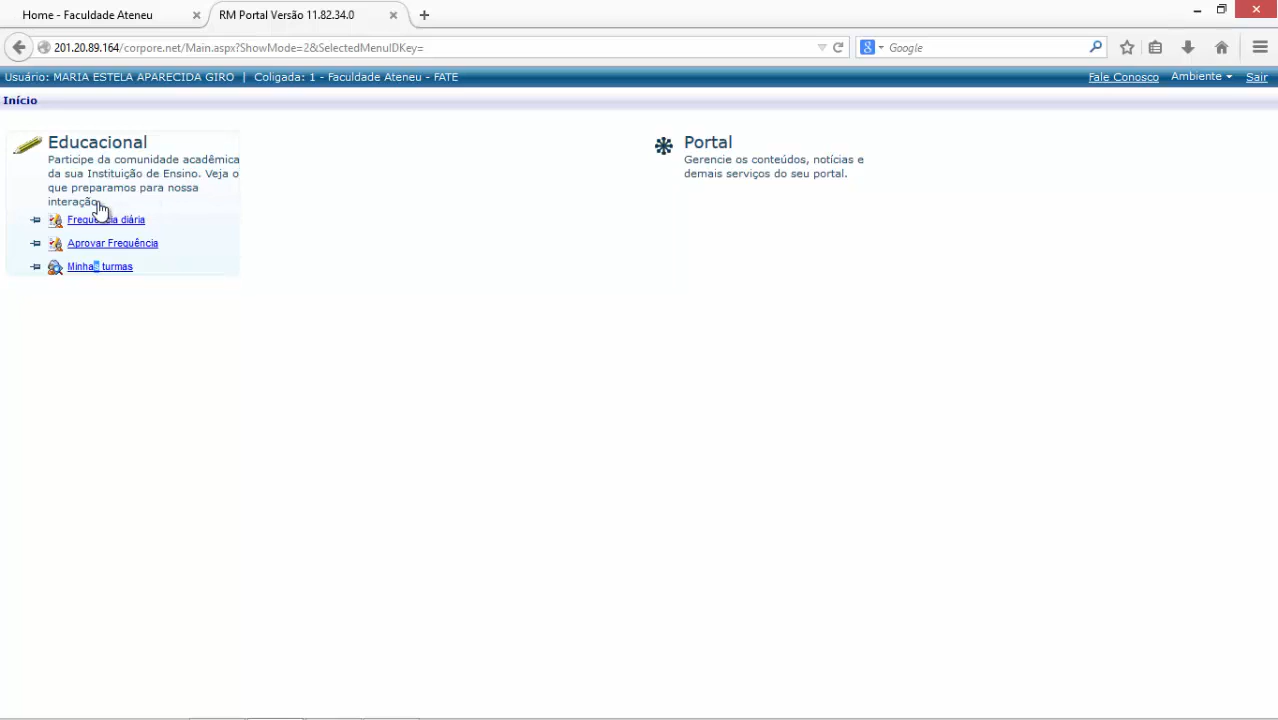 Home - Faculdade Ateneu
RM Portal Versão 11.82.34.0
201.20.89.164/corpore.net/Main.aspx?ShowMode=2&SelectedMenuIDKey=
Google
Usuário: MARIA ESTELA APARECIDA GIRO | Coligada: 1 - Faculdade Ateneu - FATE
Fale Conosco Ambiente Sair
Início
Educacional
Participe da comunidade acadêmica
da sua Instituição de Ensino. Veja o
que preparamos para nossa
interação.
Frequência diária
Aprovar Frequência
Minhas turmas
Portal
Gerencie os conteúdos, notícias e
demais serviços do seu portal.